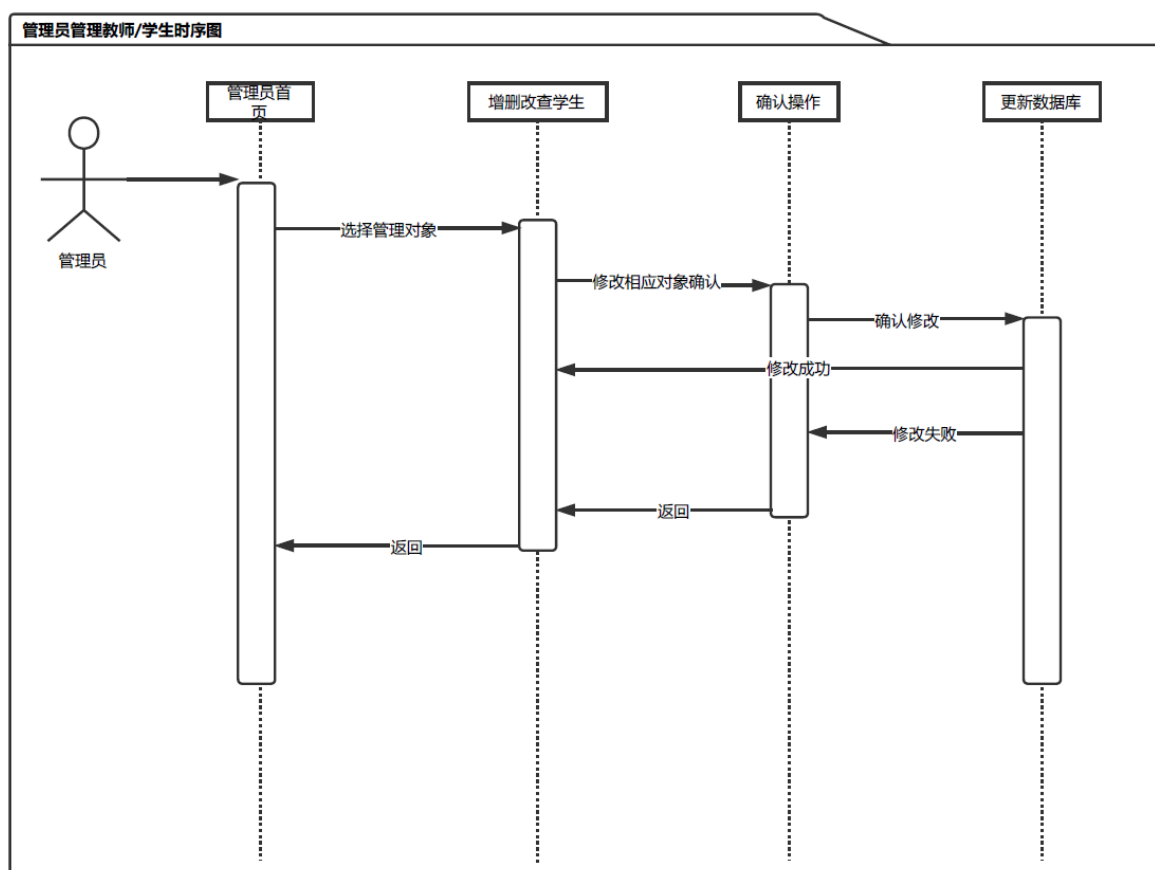 管理员管理教师/学生时序图
管理员首
页
增删改查学生
确认操作
更新数据库
管理员
选择管理对象
修改相应对象确认
确认修改
修改成功
修改失败
返回
返回